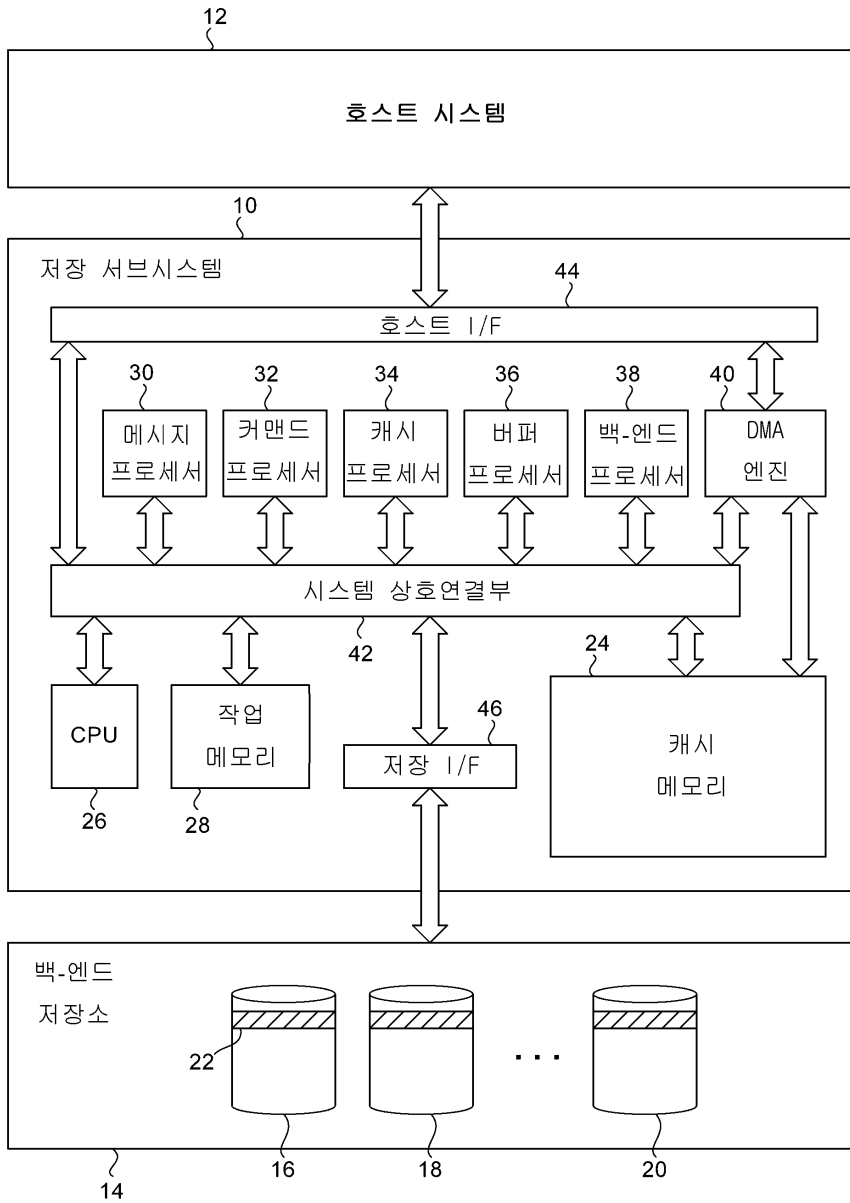 12
호스트 시스템
10
저장 서브시스템
44
호스트 I/F
30
32
34
36
38
40
메시지
프로세서
커맨드
프로세서
캐시
프로세서
버퍼
프로세서
백-엔드
프로세서
DMA
엔진
시스템 상호연결부
42
24
CPU
26
작업
메모리
28
46
저장 I/F
캐시
메모리
백-엔드
저장소
22
. . .
14
16
18
20